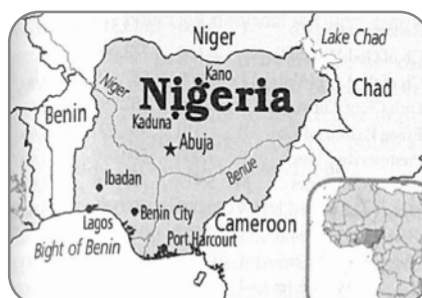 Niger
Lake Chad
Kano
Niger
Nigeria
Chad
Benin
Kaduna
Abuja
Benue
Ibadan
Benin City
Lagos
Cameroon
Port Harcourt
Bight of Benin